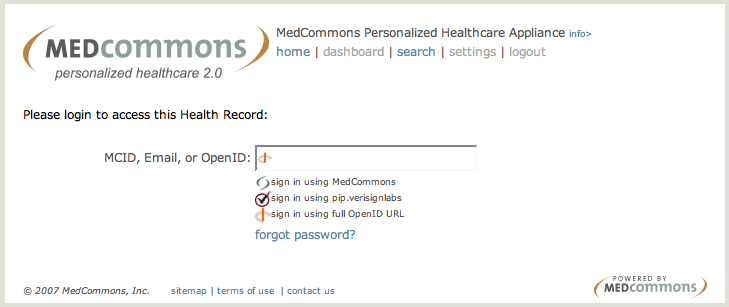 MEDcommons
personalized healthcare 2.0
MedCommons Personalized Healthcare Appliance info>
home | dashboard | search | settings | logout
Please login to access this Health Record:
MCID, Email, or OpenID:
sign in using MedCommons
sign in using pip.verisignlabs
sign in using full OpenID URL
forgot password?
© 2007 MedCommons, Inc. sitemap | terms of use | contact us
POWERED BY
MEDcommons